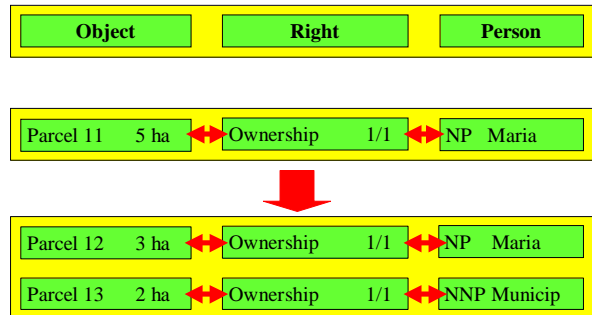 Object Right Person
Parcel 11 5 ha Ownership 1/1 NP Maria
Parcel 12 3 ha Ownership 1/1 NP Maria
Parcel 13 2 ha Ownership 1/1 NNP Municip